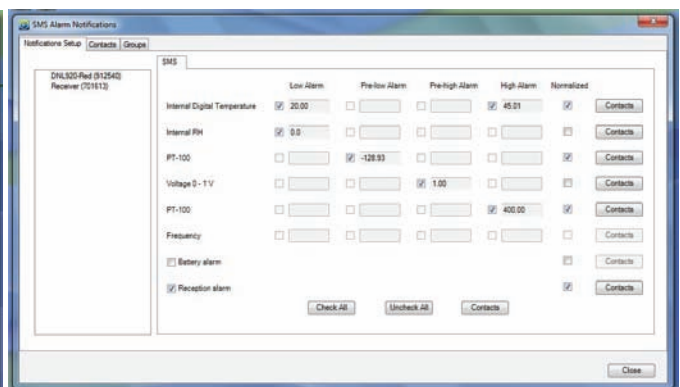 SMS Alarm Notifications
Notifications Setup Contacts Groups
DNL920-Red (912540)
Receiver (701613)
SMS
Low Alarm Pre-low Alarm Pre-high Alarm High Alarm Normalized
Internal Digital Temperature 20.00 45.01 Contacts
Internal RH 0.0 Contacts
PT-100 -128.93 Contacts
Voltage 0 - 1 V 1.00 Contacts
PT-100 400.00 Contacts
Frequency Contacts
Battery alarm Contacts
Reception alarm Contacts
Check All Uncheck All Contacts
Close